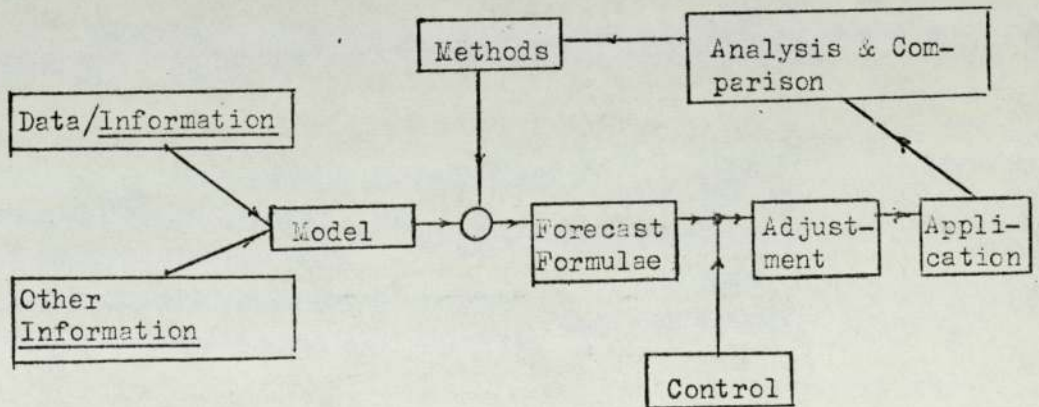 Methods
Analysis & Com-
parison
Data/Information
Model
Forecast
Formulae
Adjust-
ment
Appli-
cation
Other
Information
Control